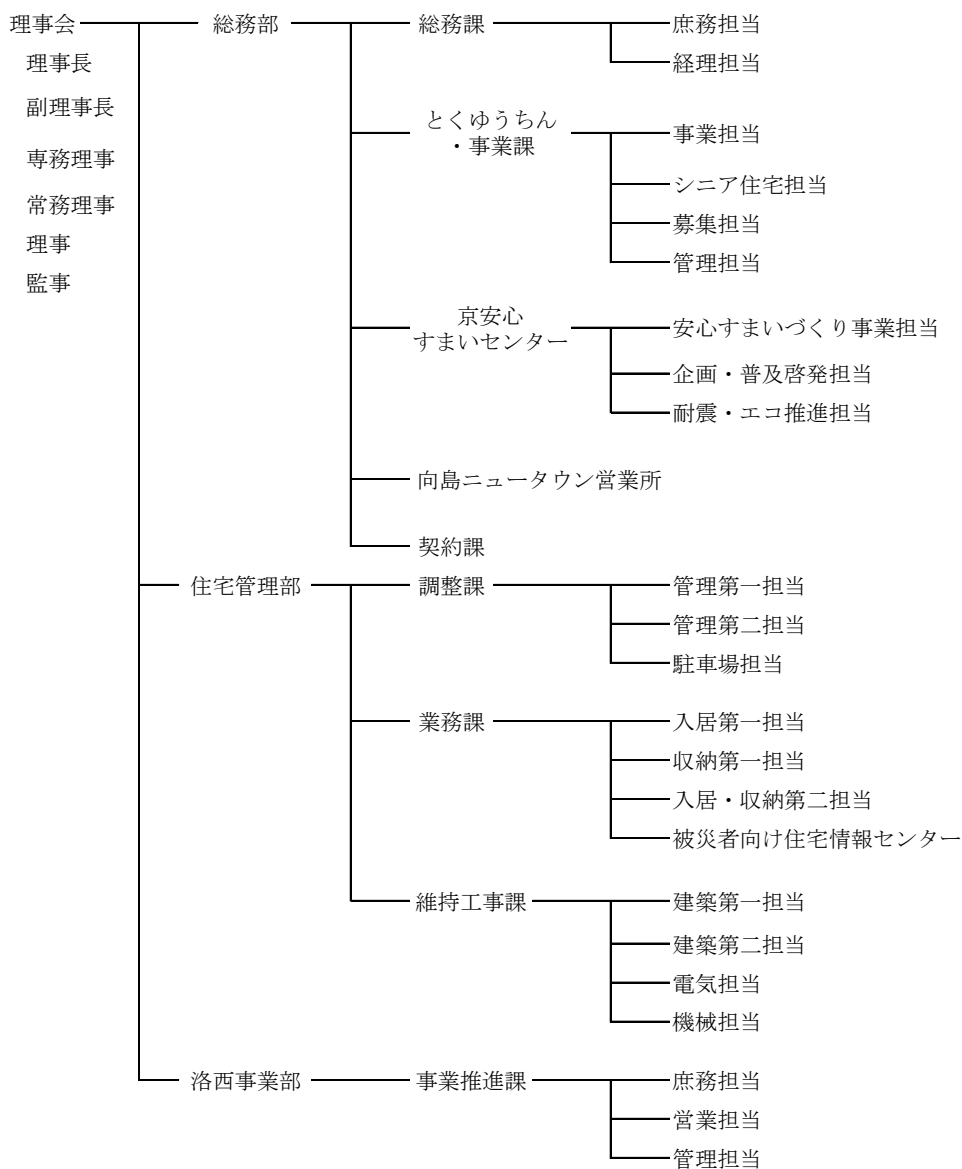 理事会
理事長
副理事長
専務理事
常務理事
理事
監事
総務部
総務課
庶務担当
経理担当
とくゆうちん
・事業課
事業担当
シニア住宅担当
募集担当
管理担当
京安心
すまいセンター
安心すまいづくり事業担当
企画・普及啓発担当
耐震・エコ推進担当
向島ニュータウン営業所
契約課
住宅管理部
調整課
管理第一担当
管理第二担当
駐車場担当
業務課
入居第一担当
収納第一担当
入居・収納第二担当
被災者向け住宅情報センター
維持工事課
建築第一担当
建築第二担当
電気担当
機械担当
洛西事業部
事業推進課
庶務担当
営業担当
管理担当